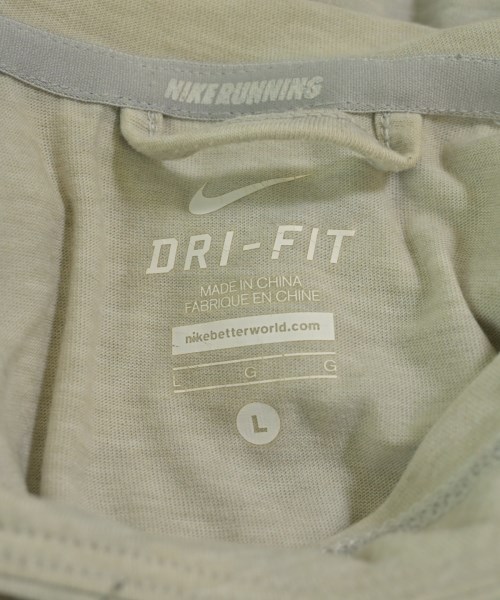 NIKERUNNING
DRI-FIT
MADE IN CHINA
FABRIQUE EN CHINE
nikebetterworld.com
L G G
L